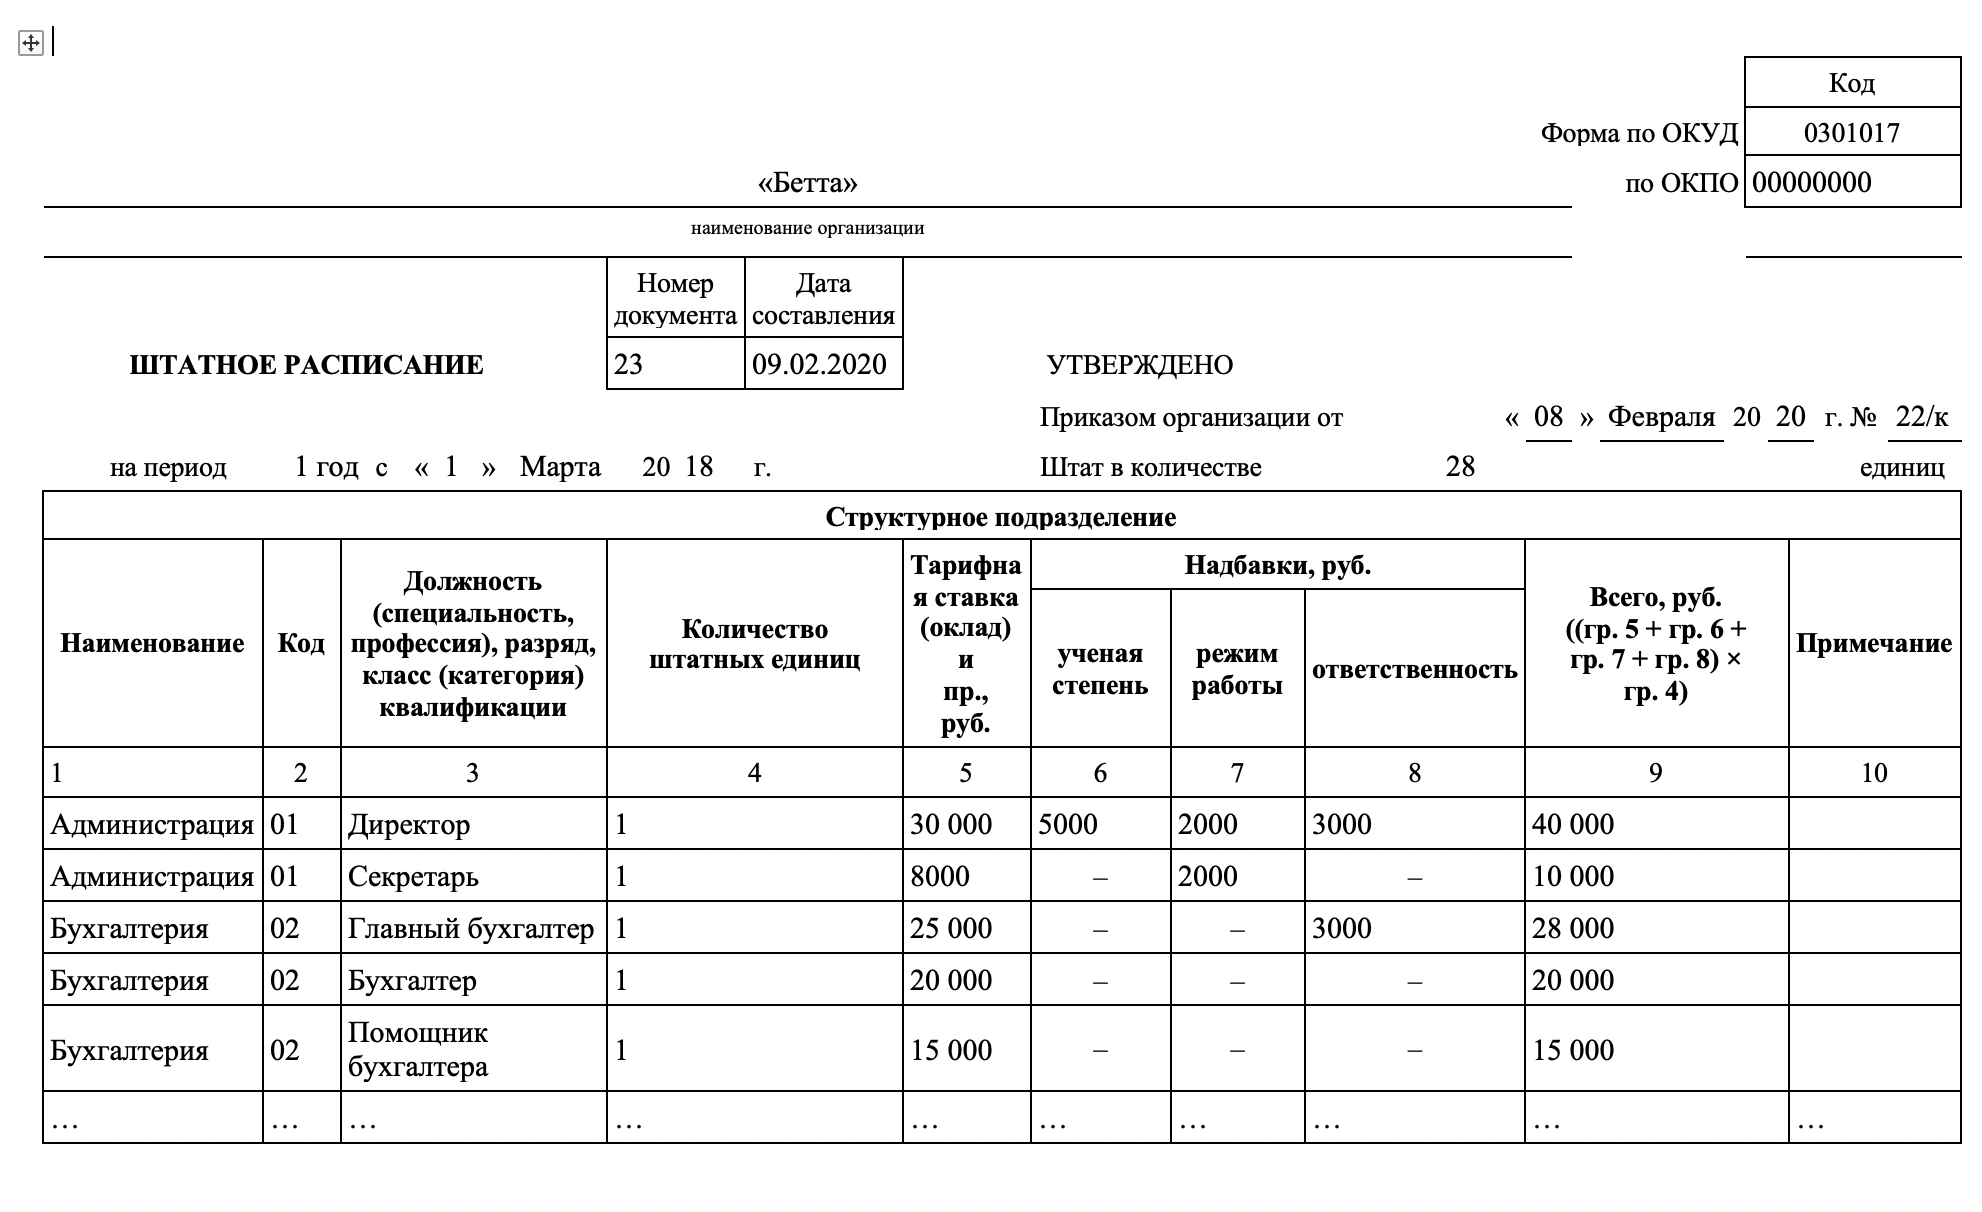 Код
Форма по ОКУД 0301017
«Бетта» по ОКПО 00000000
наименование организации
Номер документа Дата составления
ШТАТНОЕ РАСПИСАНИЕ 23 09.02.2020 УТВЕРЖДЕНО
Приказом организации от « 08 » Февраля 20 20 г. № 22/к
на период 1 год с « 1 » Марта 20 18 г. Штат в количестве 28 единиц
Структурное подразделение
Наименование
Код
Должность
(специальность,
профессия), разряд,
класс (категория)
квалификации
Количество
штатных единиц
Тарифна
я ставка
(оклад)
и
пр.,
руб.
Надбавки, руб.
ученая
степень
режим
работы
ответственность
Всего, руб.
((гр. 5 + гр. 6 +
гр. 7 + гр. 8) ×
гр. 4)
Примечание
1 2 3 4 5 6 7 8 9 10
Администрация 01 Директор 1 30 000 5000 2000 3000 40 000
Администрация 01 Секретарь 1 8000 – 2000 – 10 000
Бухгалтерия 02 Главный бухгалтер 1 25 000 – – 3000 28 000
Бухгалтерия 02 Бухгалтер 1 20 000 – – – 20 000
Бухгалтерия 02 Помощник бухгалтера 1 15 000 – – – 15 000
… … … … … … … … … …